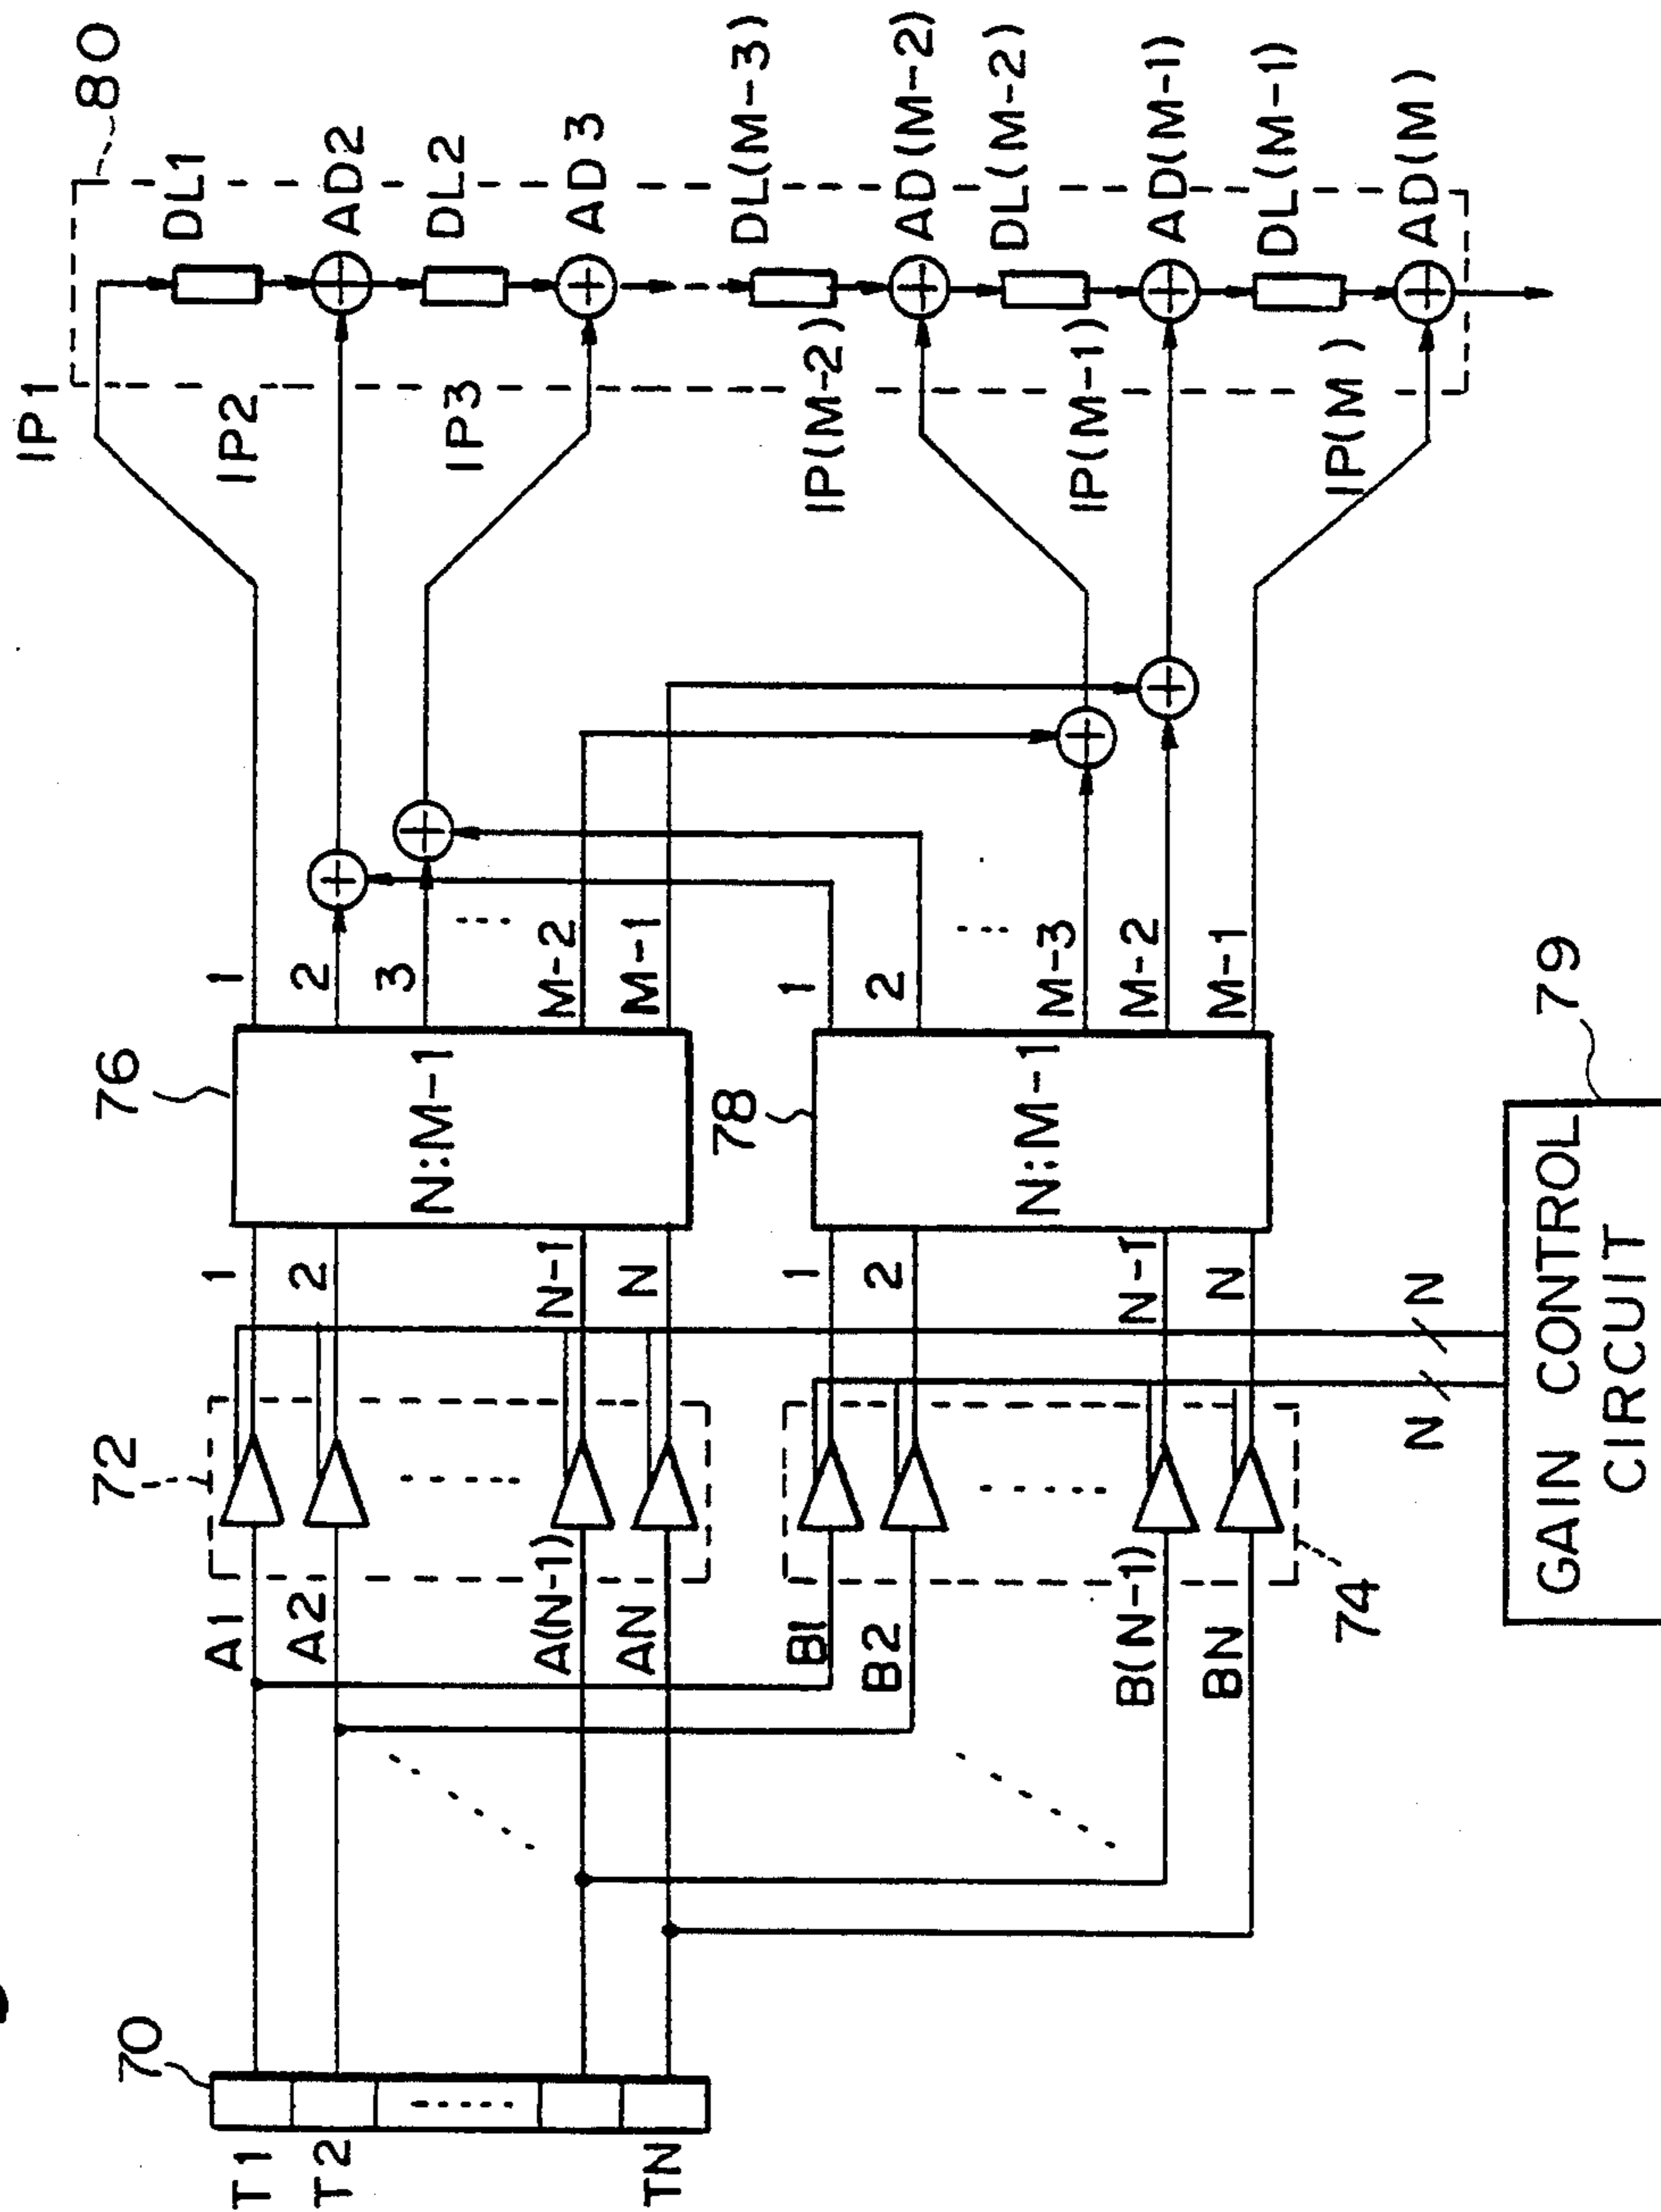 80
IP1
DL1
IP2
AD2
DL2
IP3
AD3
DL(M-3)
IP(M-2)
AD(M-2)
DL(M-2)
IP(M-1)
AD(M-1)
DL(M-1)
IP(M)
AD(M)
1
2
3
M-2
M-1
1
2
M-3
M-2
M-1
76
N:M-1
78
N:M-1
79
GAIN CONTROL
CIRCUIT
1
2
N-1
N
1
2
N-1
N
N
N
72
74
A1
A2
A(N-1)
AN
B1
B2
B(N-1)
BN
70
T1
T2
TN